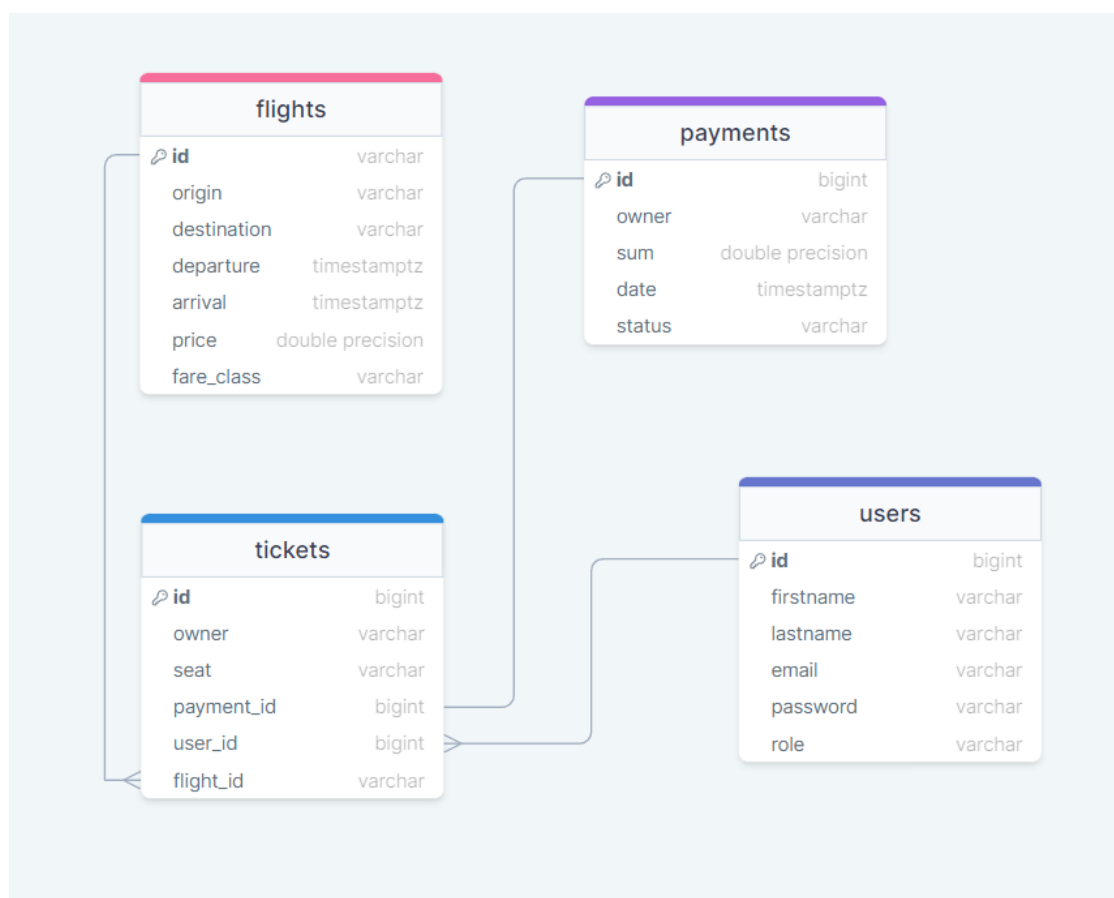 flights
id varchar
origin varchar
destination varchar
departure timestamptz
arrival timestamptz
price double precision
fare_class varchar
payments
id bigint
owner varchar
sum double precision
date timestamptz
status varchar
tickets
id bigint
owner varchar
seat varchar
payment_id bigint
user_id bigint
flight_id varchar
users
id bigint
firstname varchar
lastname varchar
email varchar
password varchar
role varchar